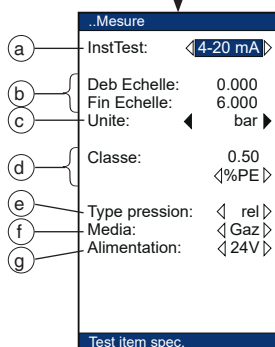 ..Mesure
a InstTest: 4-20 mA
b Deb Echelle: 0.000
Fin Echelle: 6.000
c Unite: bar
d Classe: 0.50
%PE
e Type pression: rel
f Media: Gaz
g Alimentation: 24V
Test item spec.